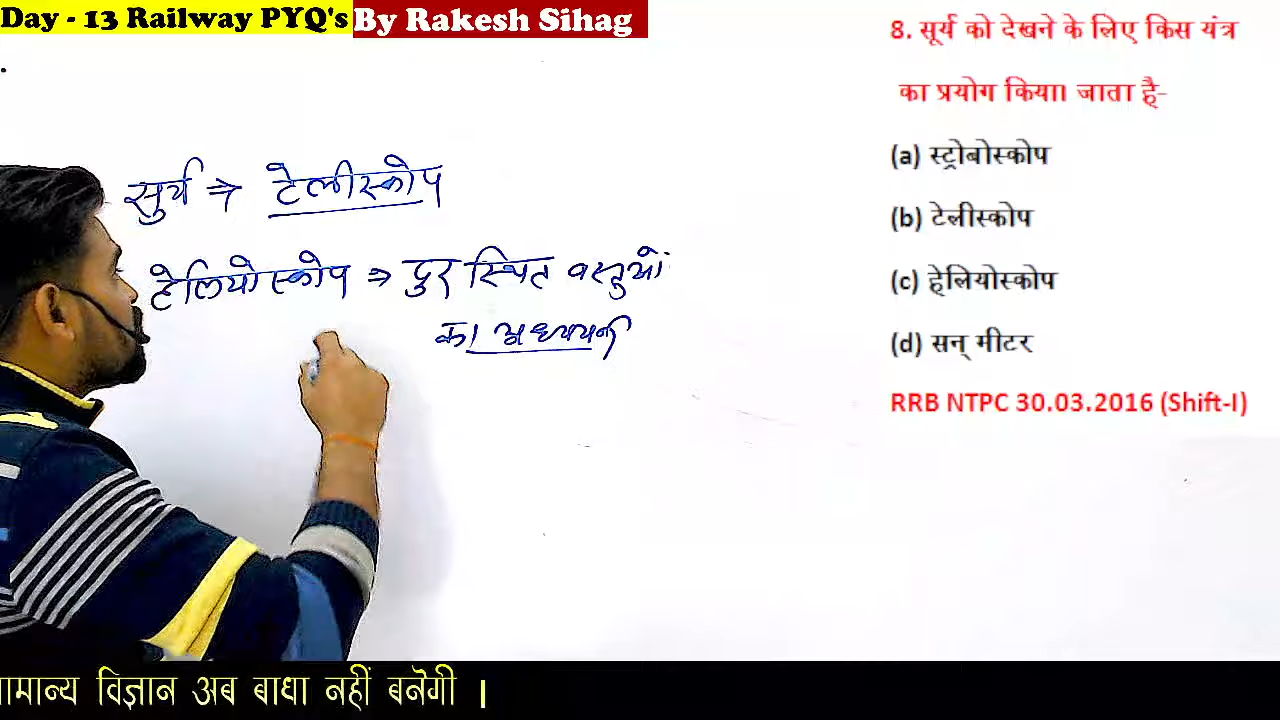 Day - 13 Railway PYQ's By Rakesh Sihag
8. सूर्य को देखने के लिए किस यंत्र
का प्रयोग किया। जाता है-
(a) स्ट्रोबोस्कोप
(b) टेलीस्कोप
(c) हेलियोस्कोप
(d) सन् मीटर
RRB NTPC 30.03.2016 (Shift-I)
सुर्य ⇒ टेलीस्कोप
टेलियोस्कोप ⇒ दुर स्थित वस्तुओं
का अध्ययन
सामान्य विज्ञान अब बाधा नहीं बनेगी ।